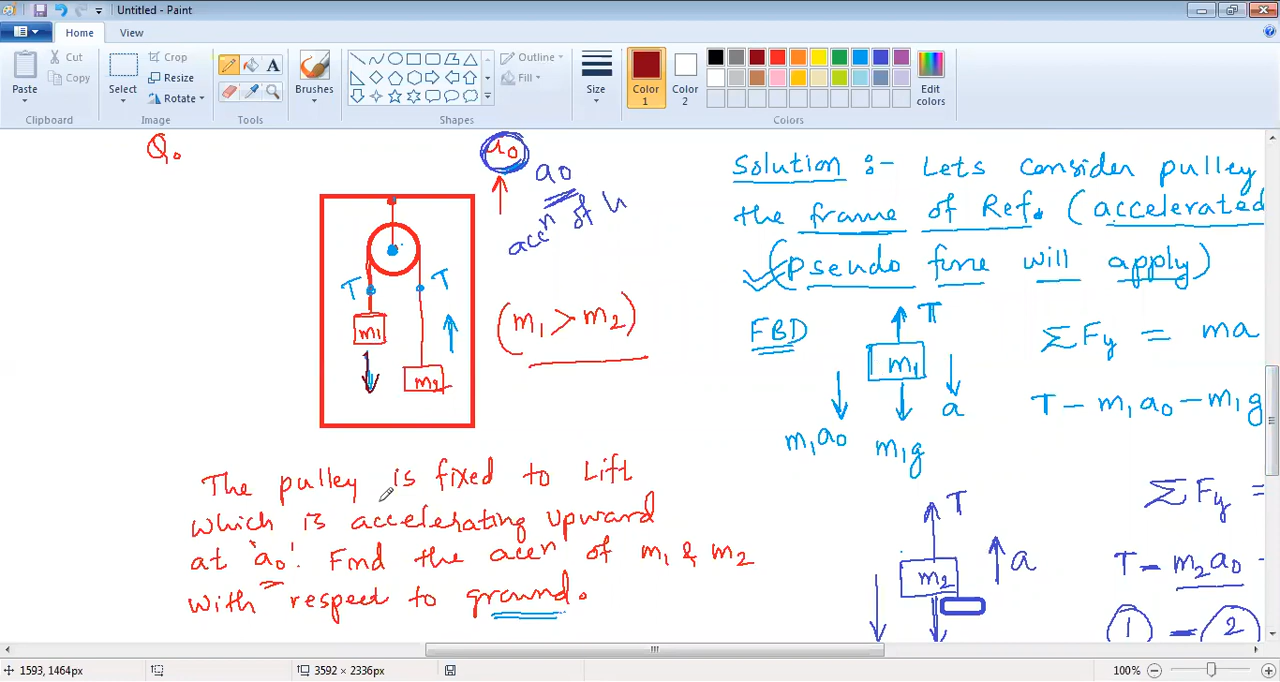 Untitled - Paint
Home
View
Paste
Cut
Copy
Clipboard
Select
Crop
Resize
Rotate
Image
A
Tools
Brushes
Shapes
Outline
Fill
Size
Color 1
Color 2
Edit colors
Colors
Q.
a0
a0
accn of
T
T
m1
m2
(m1 > m2)
The pulley is fixed to Lift
which is accelerating upward
at 'a0'. Find the accn of m1 & m2
with respect to ground.
Solution :- Lets consider pulley
the frame of Ref. (accelerated
(psendo force will apply)
FBD
T
m1
a
m1a0
m1g
ΣFy = ma
T - m1a0 - m1g
T
m2
a
ΣFy =
T - m2a0 -
1 - 2
1593, 1464px
3592 × 2336px
100%